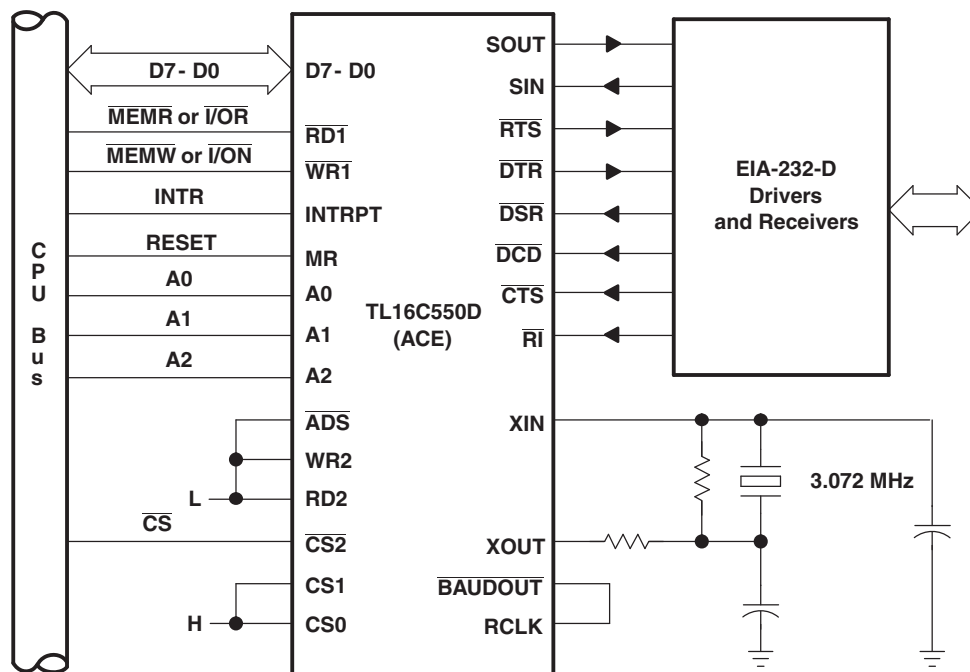 CPU Bus
D7- D0
MEMR or I/OR
MEMW or I/ON
INTR
RESET
A0
A1
A2
L
CS
H
D7- D0
RD1
WR1
INTRPT
MR
A0
A1
A2
ADS
WR2
RD2
CS2
CS1
CS0
TL16C550D
(ACE)
SOUT
SIN
RTS
DTR
DSR
DCD
CTS
RI
XIN
XOUT
BAUDOUT
RCLK
EIA-232-D
Drivers
and Receivers
3.072 MHz